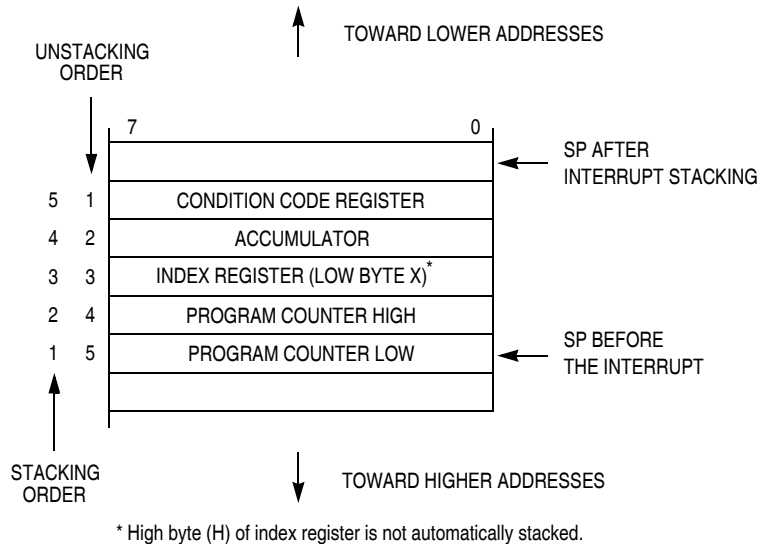 TOWARD LOWER ADDRESSES
UNSTACKING
ORDER
7 0
SP AFTER
INTERRUPT STACKING
5 1 CONDITION CODE REGISTER
4 2 ACCUMULATOR
3 3 INDEX REGISTER (LOW BYTE X)*
2 4 PROGRAM COUNTER HIGH
1 5 PROGRAM COUNTER LOW
SP BEFORE
THE INTERRUPT
STACKING
ORDER
TOWARD HIGHER ADDRESSES
* High byte (H) of index register is not automatically stacked.